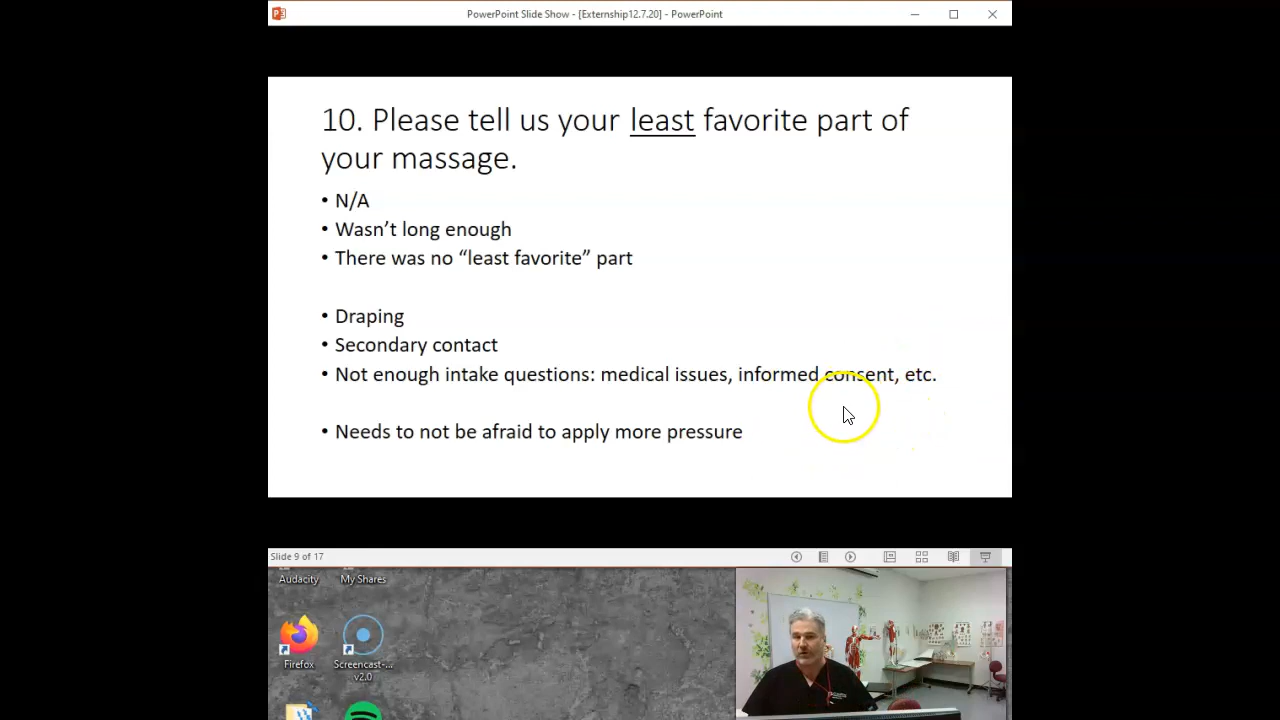 PowerPoint Slide Show - [Externship12.7.20] - PowerPoint
10. Please tell us your least favorite part of
your massage.
• N/A
• Wasn't long enough
• There was no “least favorite” part
• Draping
• Secondary contact
• Not enough intake questions: medical issues, informed consent, etc.
• Needs to not be afraid to apply more pressure
Slide 9 of 17
Audacity
My Shares
Firefox
Screencast-...
v2.0